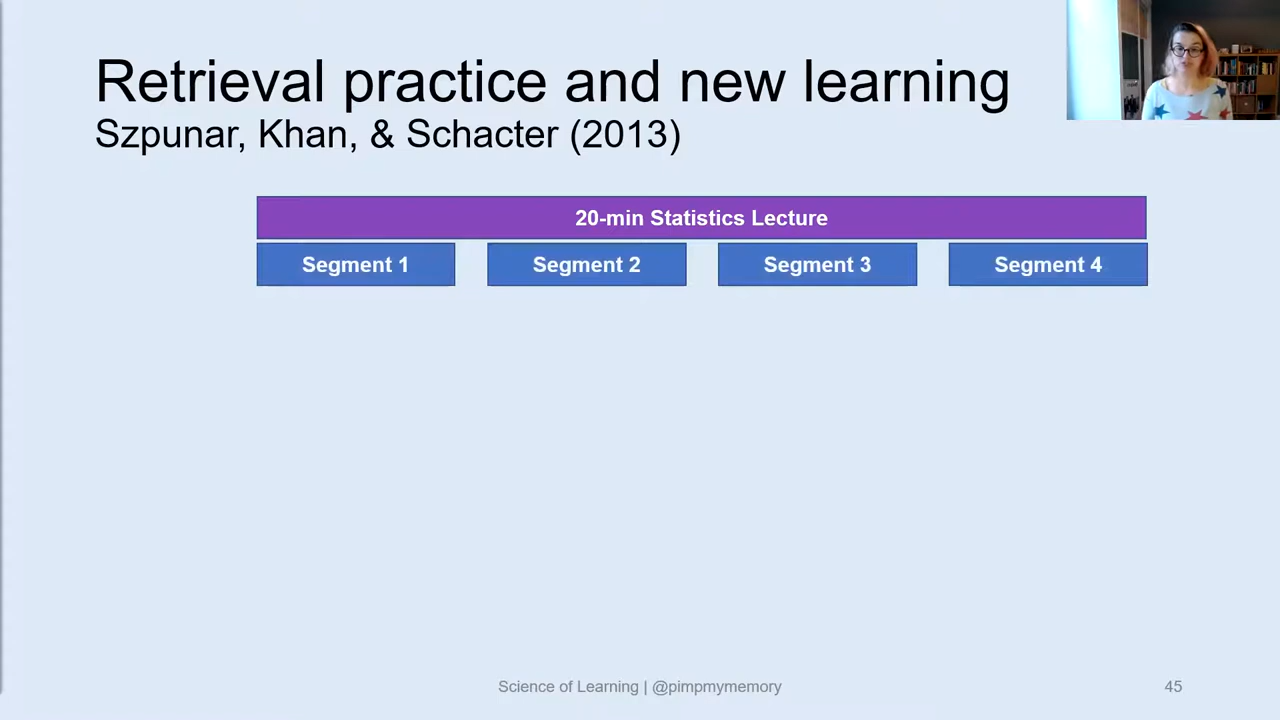 Retrieval practice and new learning
Szpunar, Khan, & Schacter (2013)
20-min Statistics Lecture
Segment 1
Segment 2
Segment 3
Segment 4
Science of Learning | @pimpmymemory
45